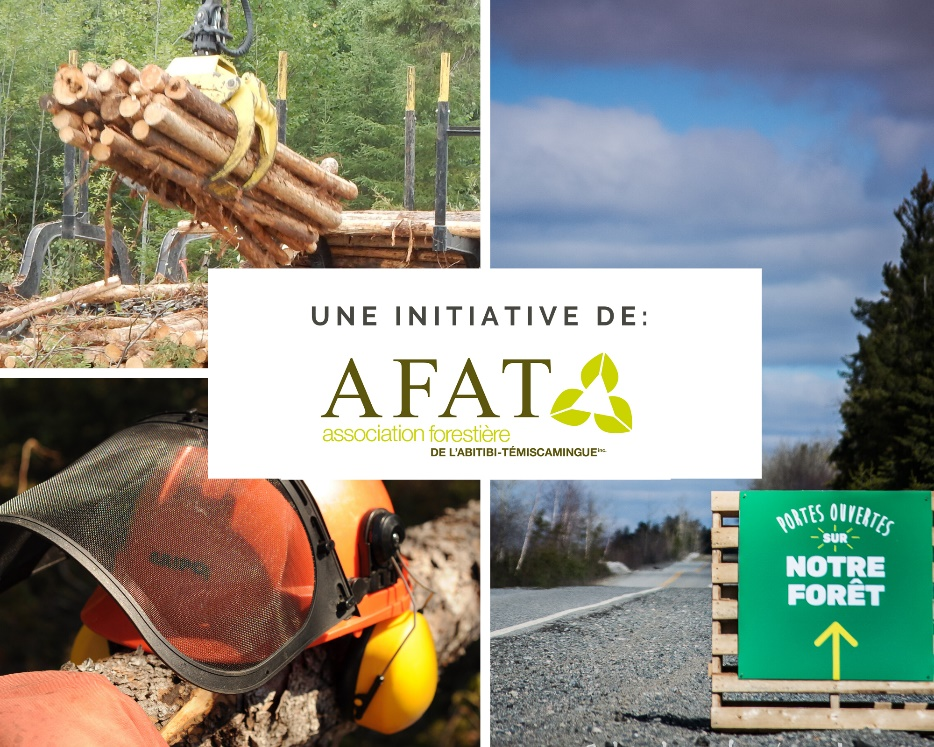 UNE INITIATIVE DE:
AFAT
association forestière
DE L'ABITIBI-TÉMISCAMINGUE inc.
PORTES OUVERTES
SUR
NOTRE
FORÊT